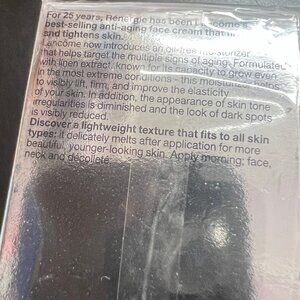 For 25 years, Rénergie has been Lancôme's
best-selling anti-aging face cream that lifts
and tightens skin.
Lancôme now introduces an oil-free moisturizer
that helps target the multiple signs of aging. Formulated
with linen extract, known for its capacity to grow even
in the most extreme conditions - this moisturizer helps
to visibly lift, firm, and improve the elasticity
of your skin. In addition, the appearance of skin tone
irregularities is diminished and the look of dark spots
is visibly reduced.
Discover a lightweight texture that fits to all skin
types: it delicately melts after application for more
beautiful, younger-looking skin. Apply morning; face,
neck and décolleté.